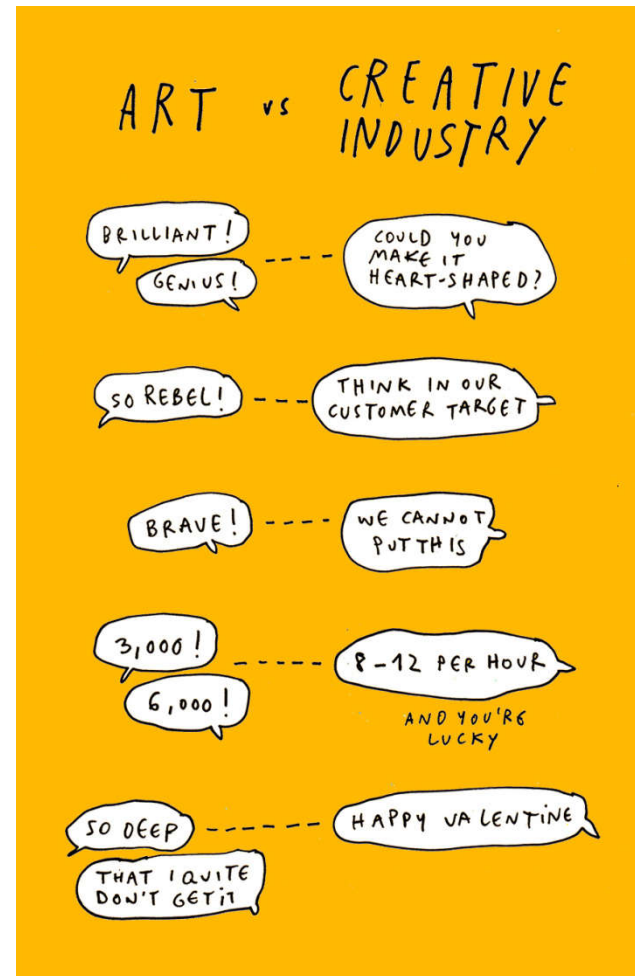 ART vs CREATIVE
INDUSTRY
BRILLIANT!
GENIUS!
COULD YOU
MAKE IT
HEART-SHAPED?
SO REBEL!
THINK IN OUR
CUSTOMER TARGET
BRAVE!
WE CANNOT
PUT THIS
3,000!
6,000!
8-12 PER HOUR
AND YOU'RE
LUCKY
SO DEEP
THAT I QUITE
DON'T GET iT
HAPPY VALENTiNE